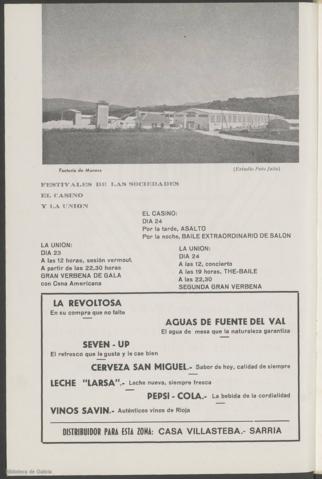 Factoría de Muress
(Estudio Foto falín)
FESTIVALES DE LAS SOCIEDADES
EL CASINO
Y LA UNION
EL CASINO:
DIA 24
Por la tarde, ASALTO
Por la noche, BAILE EXTRAORDINARIO DE SALON
LA UNION:
DIA 23
A las 12 horas, sesión vermout.
A partir de las 22,30 horas
GRAN VERBENA DE GALA
con Cena Americana
LA UNION:
DIA 24
A las 12, concierto
A las 19 horas, THE-BAILE
A las 22,30
SEGUNDA GRAN VERBENA
LA REVOLTOSA
En su compra que no falte
AGUAS DE FUENTE DEL VAL
El agua de mesa que la naturaleza garantiza
SEVEN - UP
El refresco que le gusta y le cae bien
CERVEZA SAN MIGUEL.- Sabor de hoy, calidad de siempre
LECHE "LARSA".- Leche nueva, siempre fresca
PEPSI - COLA.- La bebida de la cordialidad
VINOS SAVIN.- Auténticos vinos de Rioja
DISTRIBUIDOR PARA ESTA ZONA: CASA VILLASTEBA.- SARRIA
Biblioteca de Galicia